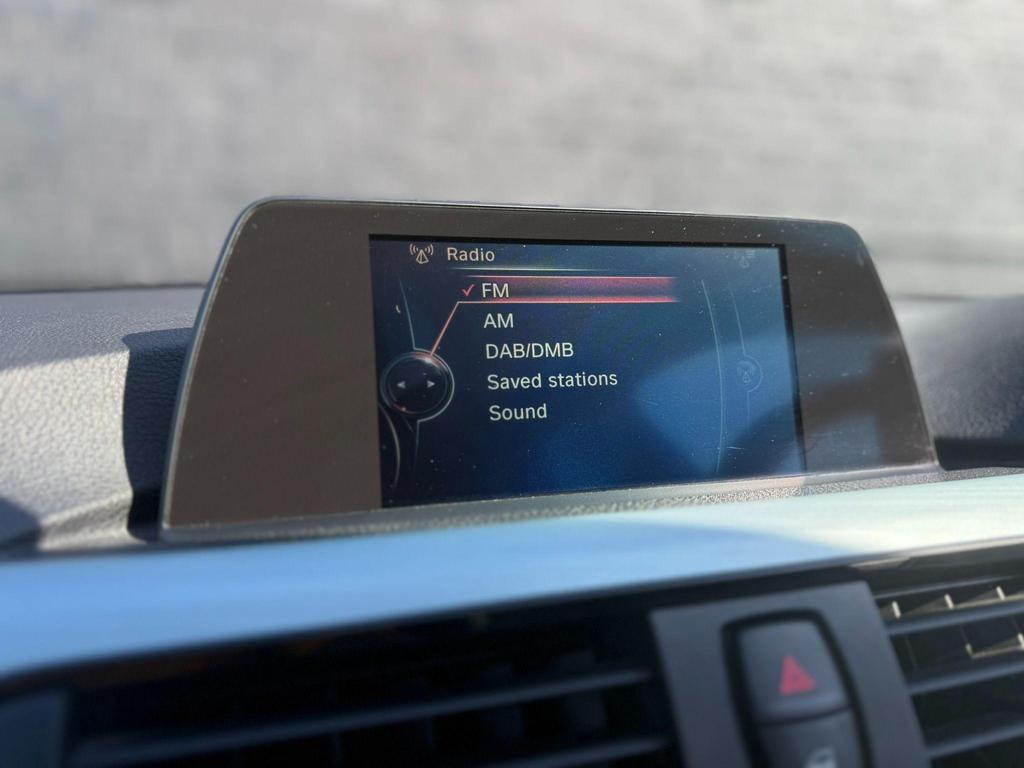 Radio
FM
AM
DAB/DMB
Saved stations
Sound